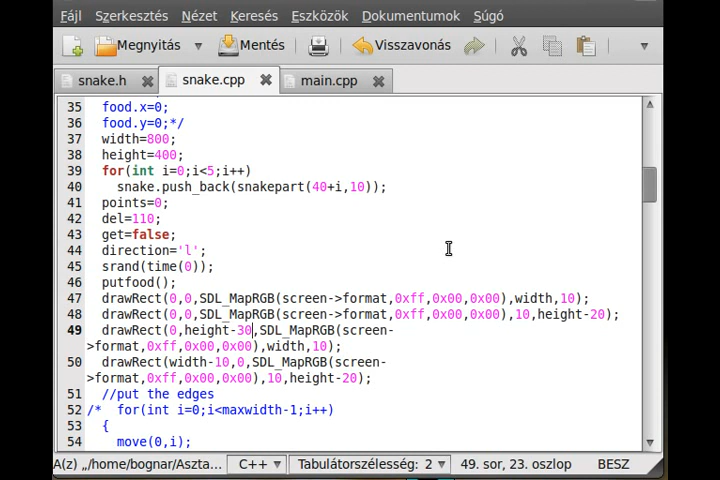 Fájl Szerkesztés Nézet Keresés Eszközök Dokumentumok Súgó
Megnyitás Mentés Visszavonás
snake.h snake.cpp main.cpp
35 food.x=0;
36 food.y=0;*/
37 width=800;
38 height=400;
39 for(int i=0;i<5;i++)
40 snake.push_back(snakepart(40+i,10));
41 points=0;
42 del=110;
43 get=false;
44 direction='l';
45 srand(time(0));
46 putfood();
47 drawRect(0,0,SDL_MapRGB(screen->format,0xff,0x00,0x00),width,10);
48 drawRect(0,0,SDL_MapRGB(screen->format,0xff,0x00,0x00),10,height-20);
49 drawRect(0,height-30,SDL_MapRGB(screen-
>format,0xff,0x00,0x00),width,10);
50 drawRect(width-10,0,SDL_MapRGB(screen-
>format,0xff,0x00,0x00),10,height-20);
51 //put the edges
52 /* for(int i=0;i<maxwidth-1;i++)
53 {
54 move(0,i);
A(z) „/home/bognar/Aszta... C++ Tabulátorszélesség: 2 49. sor, 23. oszlop BESZ